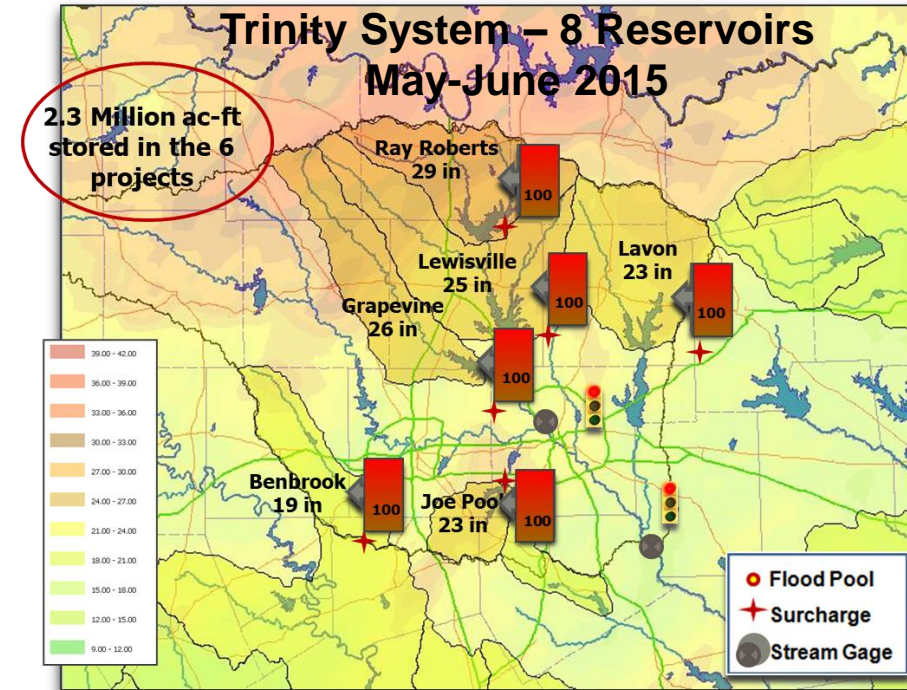 Trinity System – 8 Reservoirs
May-June 2015
2.3 Million ac-ft
stored in the 6
projects
Ray Roberts
29 in
100
Lewisville
25 in
100
Lavon
23 in
100
Grapevine
26 in
100
Benbrook
19 in
100
Joe Pool
23 in
100
39.00 - 42.00
36.00 - 39.00
33.00 - 36.00
30.00 - 33.00
27.00 - 30.00
24.00 - 27.00
21.00 - 24.00
18.00 - 21.00
15.00 - 18.00
12.00 - 15.00
9.00 - 12.00
Flood Pool
Surcharge
Stream Gage